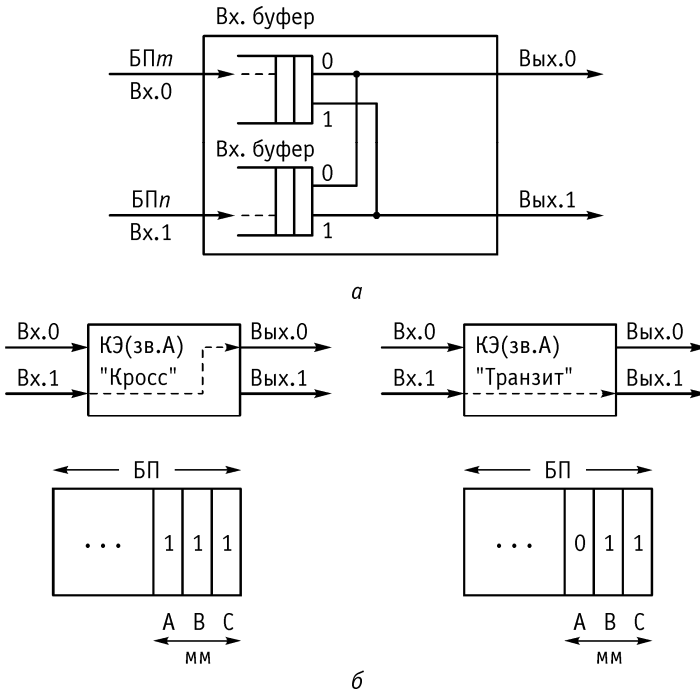 Вх. буфер
БПm
Вх.0
0
1
Вых.0
Вх. буфер
БПn
Вх.1
0
1
Вых.1
а
Вх.0
Вх.1
КЭ(зв.А)
"Кросс"
Вых.0
Вых.1
Вх.0
Вх.1
КЭ(зв.А)
"Транзит"
Вых.0
Вых.1
БП
... 1 1 1
А В С
мм
БП
... 0 1 1
А В С
мм
б